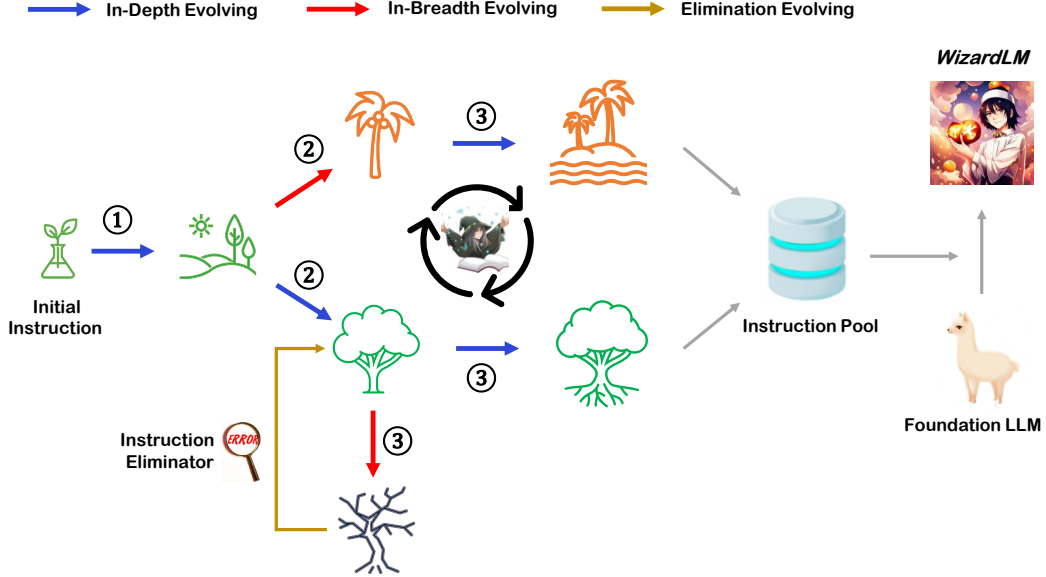 In-Depth Evolving
In-Breadth Evolving
Elimination Evolving
WizardLM
①
②
③
②
③
③
Initial
Instruction
Instruction Pool
Foundation LLM
Instruction
Eliminator
ERROR